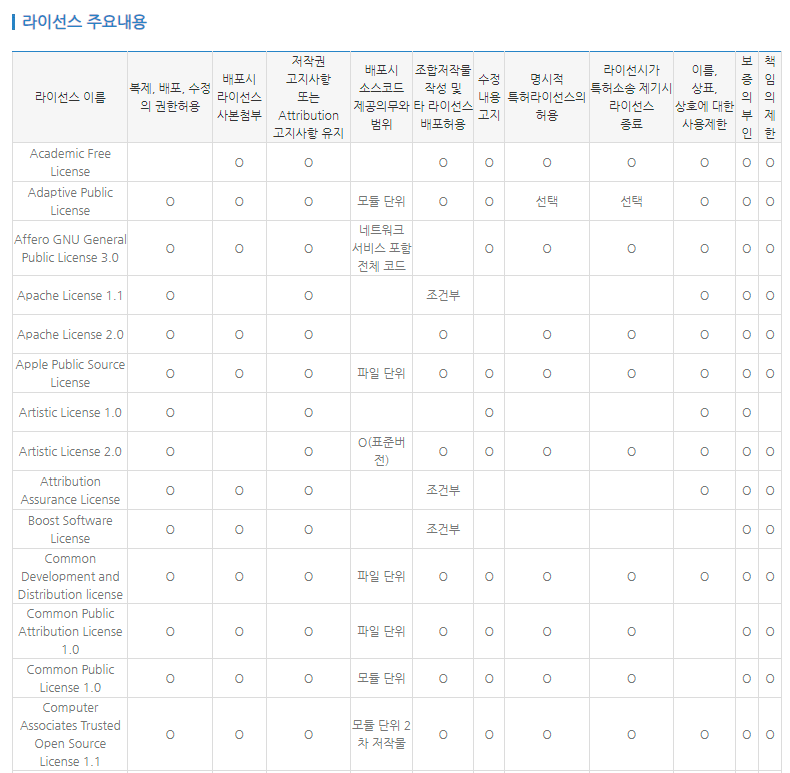 라이선스 주요내용
라이선스 이름
복제, 배포, 수정
의 권한허용
배포시
라이선스
사본첨부
저작권
고지사항
또는
Attribution
고지사항 유지
배포시
소스코드
제공의무와
범위
조합저작물
작성 및
타 라이선스
배포허용
수정
내용
고지
명시적
특허라이선스의
허용
라이선시가
특허소송 제기시
라이선스
종료
이름,
상표,
상호에 대한
사용제한
보
증
의
부
인
책
임
의
제
한
Academic Free
License
O O O O O O O O O
Adaptive Public
License
O O O 모듈 단위 O O 선택 선택 O O O
Affero GNU General
Public License 3.0
O O O
네트워크
서비스 포함
전체 코드
O O O O O O
Apache License 1.1 O O 조건부 O O O
Apache License 2.0 O O O O O O O O O
Apple Public Source
License
O O O 파일 단위 O O O O O O O
Artistic License 1.0 O O O O O
Artistic License 2.0 O O
O(표준버
전)
O O O O O O O
Attribution
Assurance License
O O O 조건부 O O O
Boost Software
License
O O O 조건부 O O
Common
Development and
Distribution license
O O O 파일 단위 O O O O O O O
Common Public
Attribution License
1.0
O O O 파일 단위 O O O O O O
Common Public
License 1.0
O O O 모듈 단위 O O O O O O
Computer
Associates Trusted
Open Source
License 1.1
O O O
모듈 단위 2
차 저작물
O O O O O O O